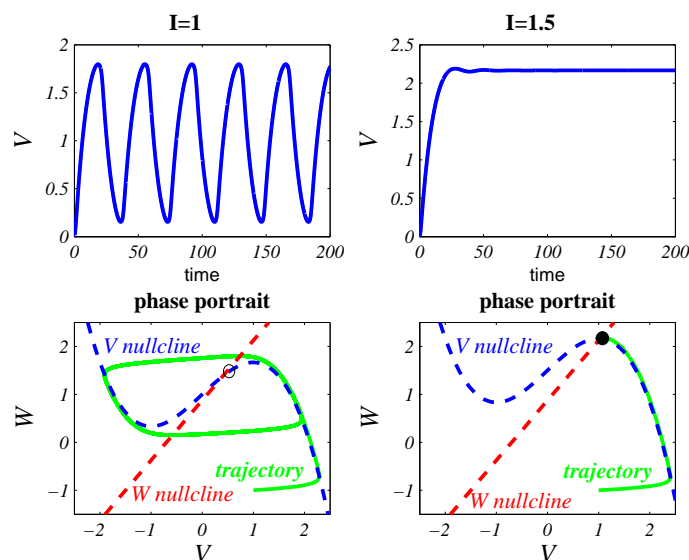 I=1
2
1.5
1
0.5
0
V
0 50 100 150 200
time
I=1.5
2.5
2
1.5
1
0.5
0
V
0 50 100 150 200
time
phase portrait
2
1
0
−1
W
V nullcline
trajectory
W nullcline
−2 −1 0 1 2
V
phase portrait
2
1
0
−1
W
V nullcline
trajectory
W nullcline
−2 −1 0 1 2
V